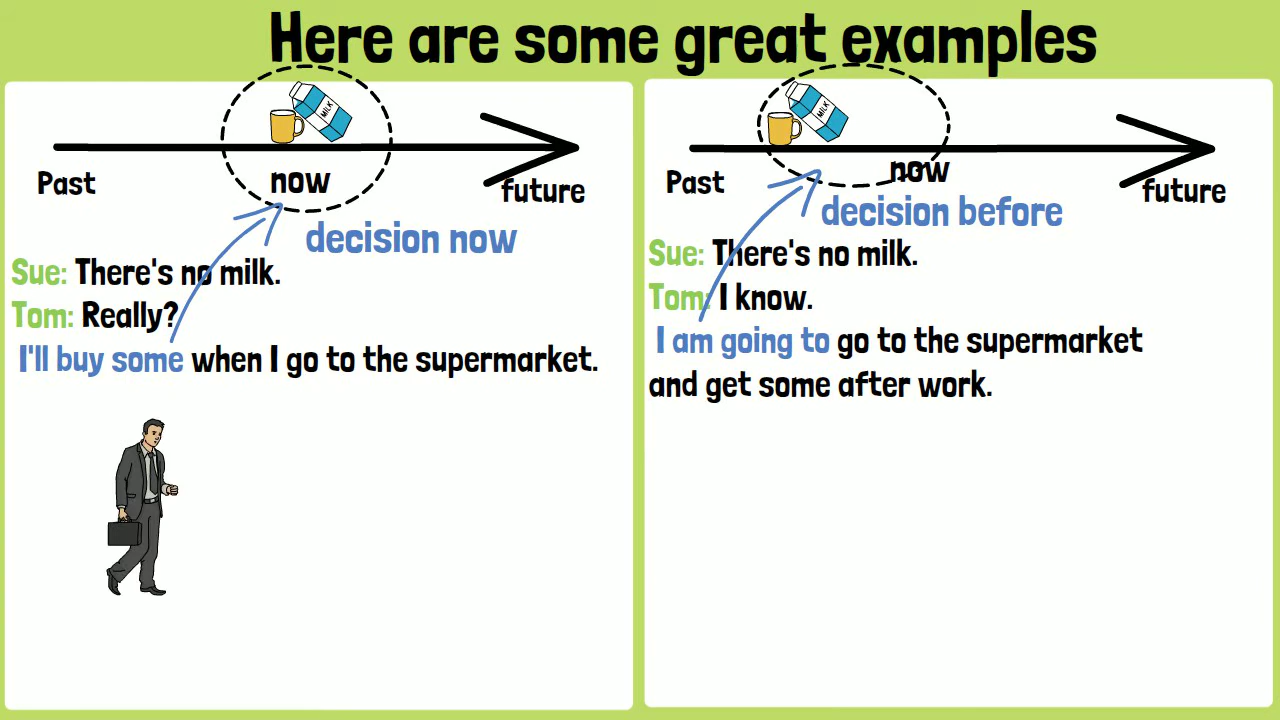 Here are some great examples
MILK
Past
now
future
decision now
Sue: There's no milk.
Tom: Really?
I'll buy some when I go to the supermarket.
MILK
Past
now
future
decision before
Sue: There's no milk.
Tom: I know.
I am going to go to the supermarket
and get some after work.